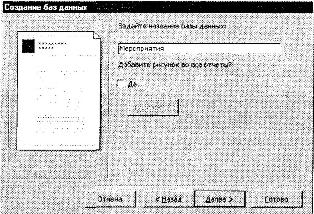 Создание баз данных
Задайте название базы данных:
Мероприятия
Добавить рисунок во все отчеты?
Да.
Отмена
< Назад
Далее >
Готово